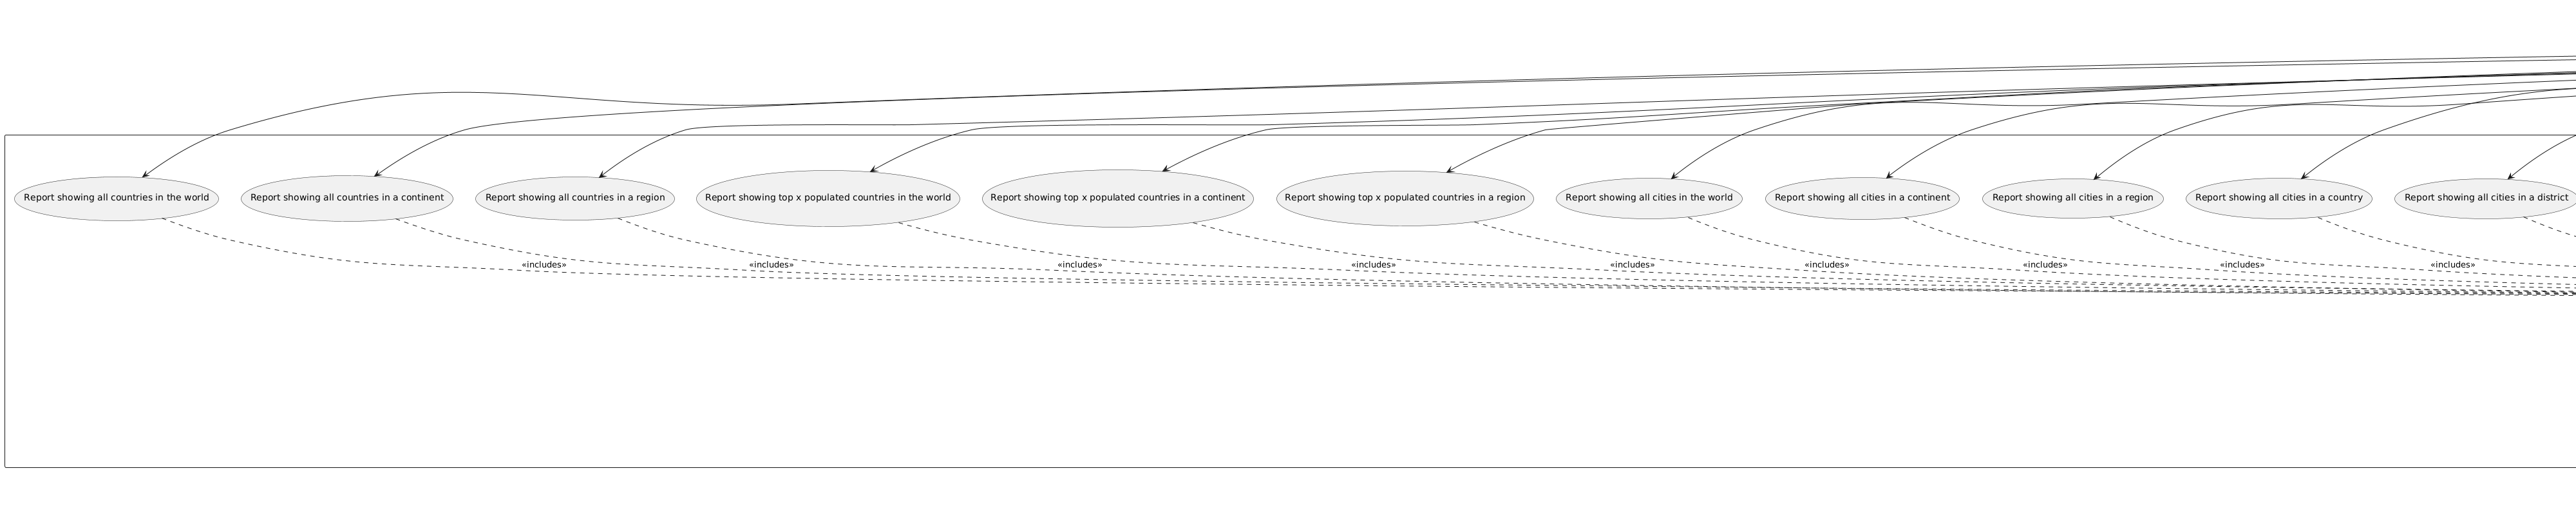 Report showing all countries in the world
Report showing all countries in a continent
Report showing all countries in a region
Report showing top x populated countries in the world
Report showing top x populated countries in a continent
Report showing top x populated countries in a region
Report showing all cities in the world
Report showing all cities in a continent
Report showing all cities in a region
Report showing all cities in a country
Report showing all cities in a district
«includes»
«includes»
«includes»
«includes»
«includes»
«includes»
«includes»
«includes»
«includes»